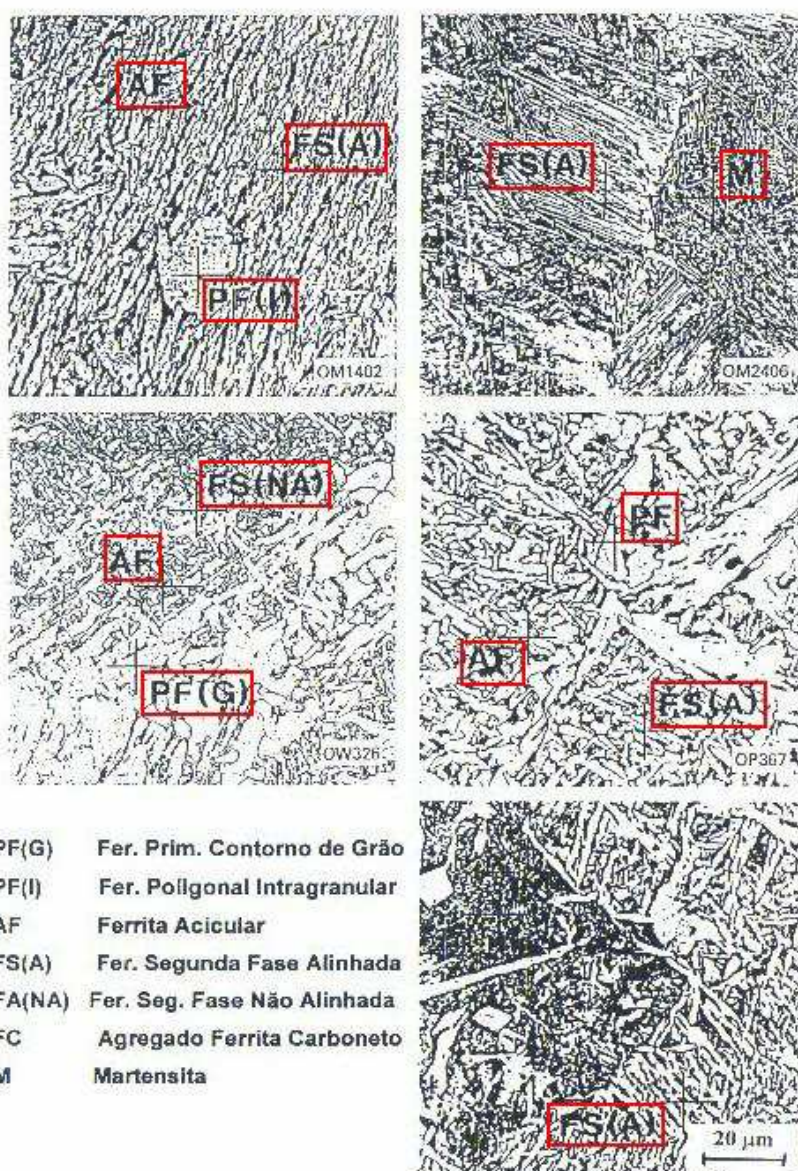 AF
FS(A)
PF(I)
OM1402
FS(A)
M
OM2406
FS(NA)
AF
PF(G)
OW326
PF
AF
FS(A)
OP367
PF(G) Fer. Prim. Contorno de Grão
PF(I) Fer. Poligonal Intragranular
AF Ferrita Acicular
FS(A) Fer. Segunda Fase Alinhada
FA(NA) Fer. Seg. Fase Não Alinhada
FC Agregado Ferrita Carboneto
M Martensita
FS(A)
20 µm